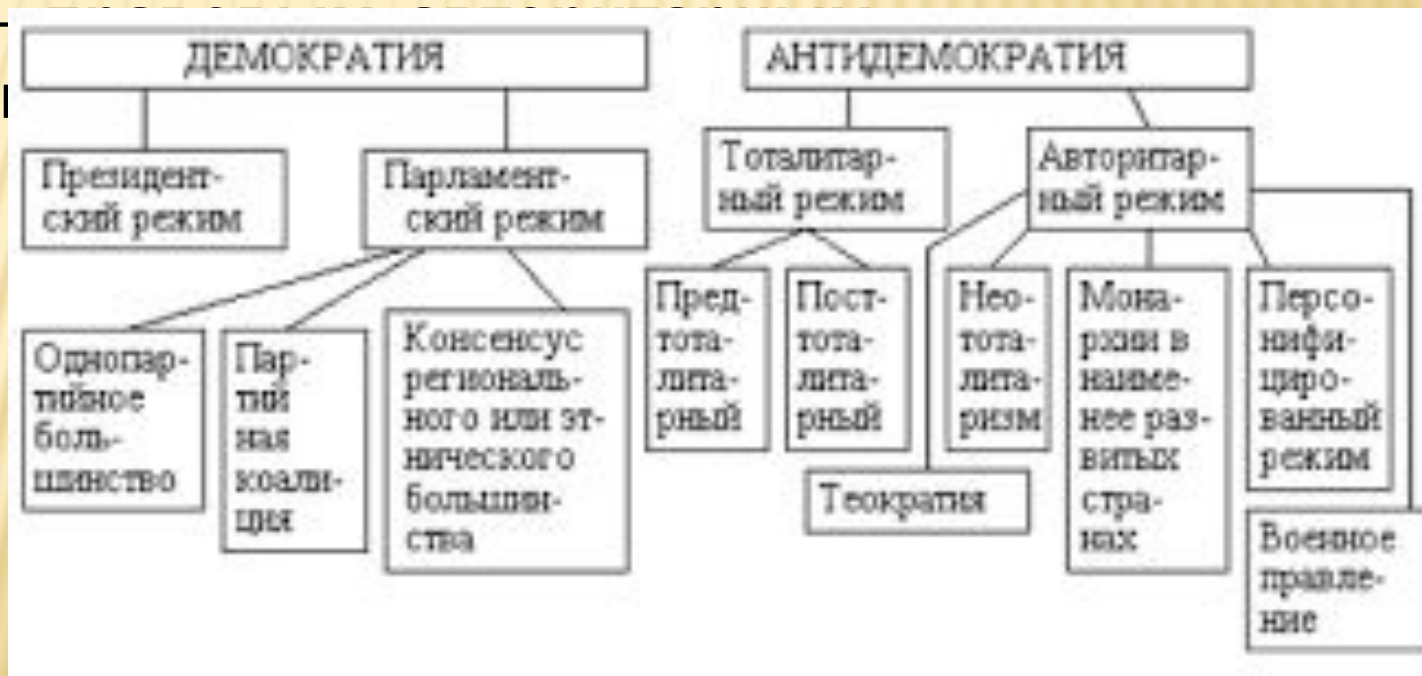 ДЕМОКРАТИЯ
Президент-
ский режим
Парламент-
ский режим
Однопар-
тийное
боль-
шинство
Пар-
тий
ная
коали-
ция
Консенсус
региональ-
ного или эт-
нического
большин-
ства
АНТИДЕМОКРАТИЯ
Тоталитар-
ный режим
Авторитар-
ный режим
Пред-
тота-
лита-
рный
Пост-
тота-
лита-
рный
Нео-
тота-
лита-
ризм
Мона-
рхии в
наиме-
нее раз-
витых
стра-
нах
Персо-
нифи-
циро-
ванный
режим
Теократия
Военное
правле-
ние